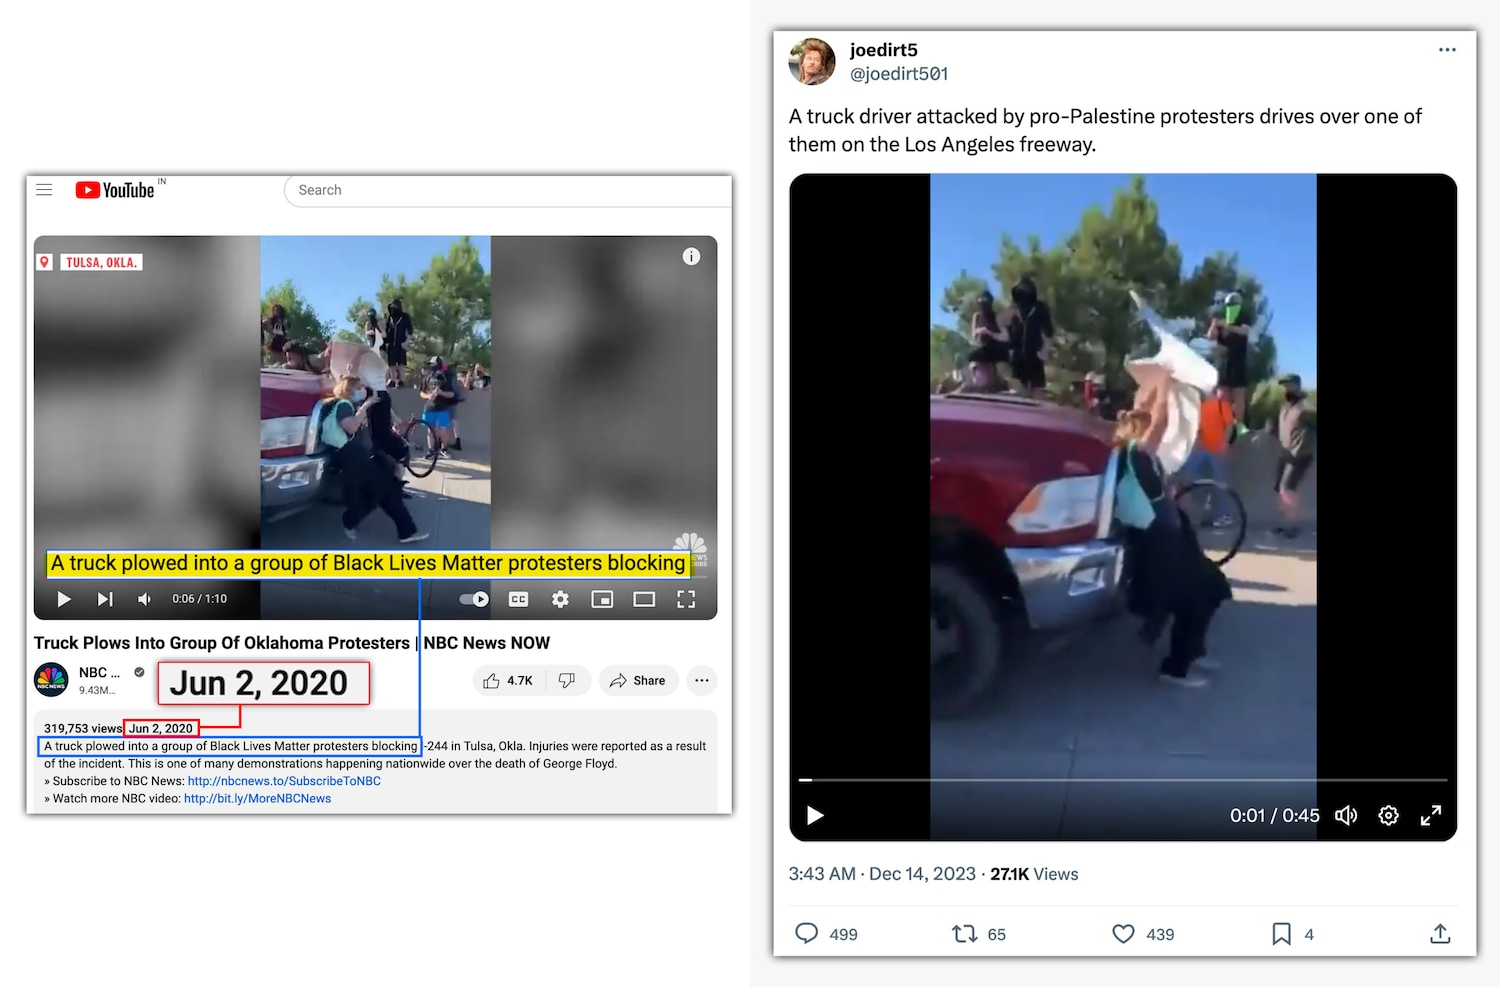 YouTube IN
Search
TULSA, OKLA.
A truck plowed into a group of Black Lives Matter protesters blocking
0:06 / 1:10
CC
Truck Plows Into Group Of Oklahoma Protesters | NBC News NOW
NBC ...
9.43M...
NBC NEWS
Jun 2, 2020
4.7K
Share
319,753 views Jun 2, 2020
A truck plowed into a group of Black Lives Matter protesters blocking -244 in Tulsa, Okla. Injuries were reported as a result
of the incident. This is one of many demonstrations happening nationwide over the death of George Floyd.
» Subscribe to NBC News: http://nbcnews.to/SubscribeToNBC
» Watch more NBC video: http://bit.ly/MoreNBCNews
joedirt5
@joedirt501
A truck driver attacked by pro-Palestine protesters drives over one of
them on the Los Angeles freeway.
0:01 / 0:45
3:43 AM · Dec 14, 2023 · 27.1K Views
499
65
439
4